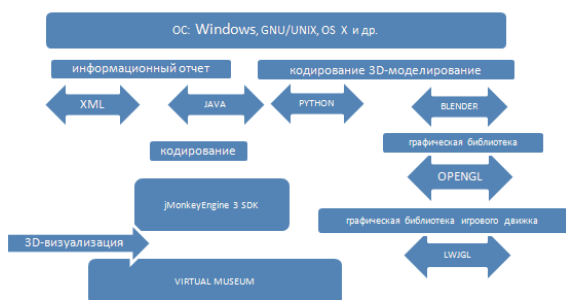 ОС: Windows, GNU/UNIX, OS X и др.
информационный отчет
кодирование 3D-моделирование
XML
JAVA
PYTHON
BLENDER
графическая библиотека
кодирование
OPENGL
jMonkeyEngine 3 SDK
графическая библиотека игрового движка
3D-визуализация
LWJGL
VIRTUAL MUSEUM